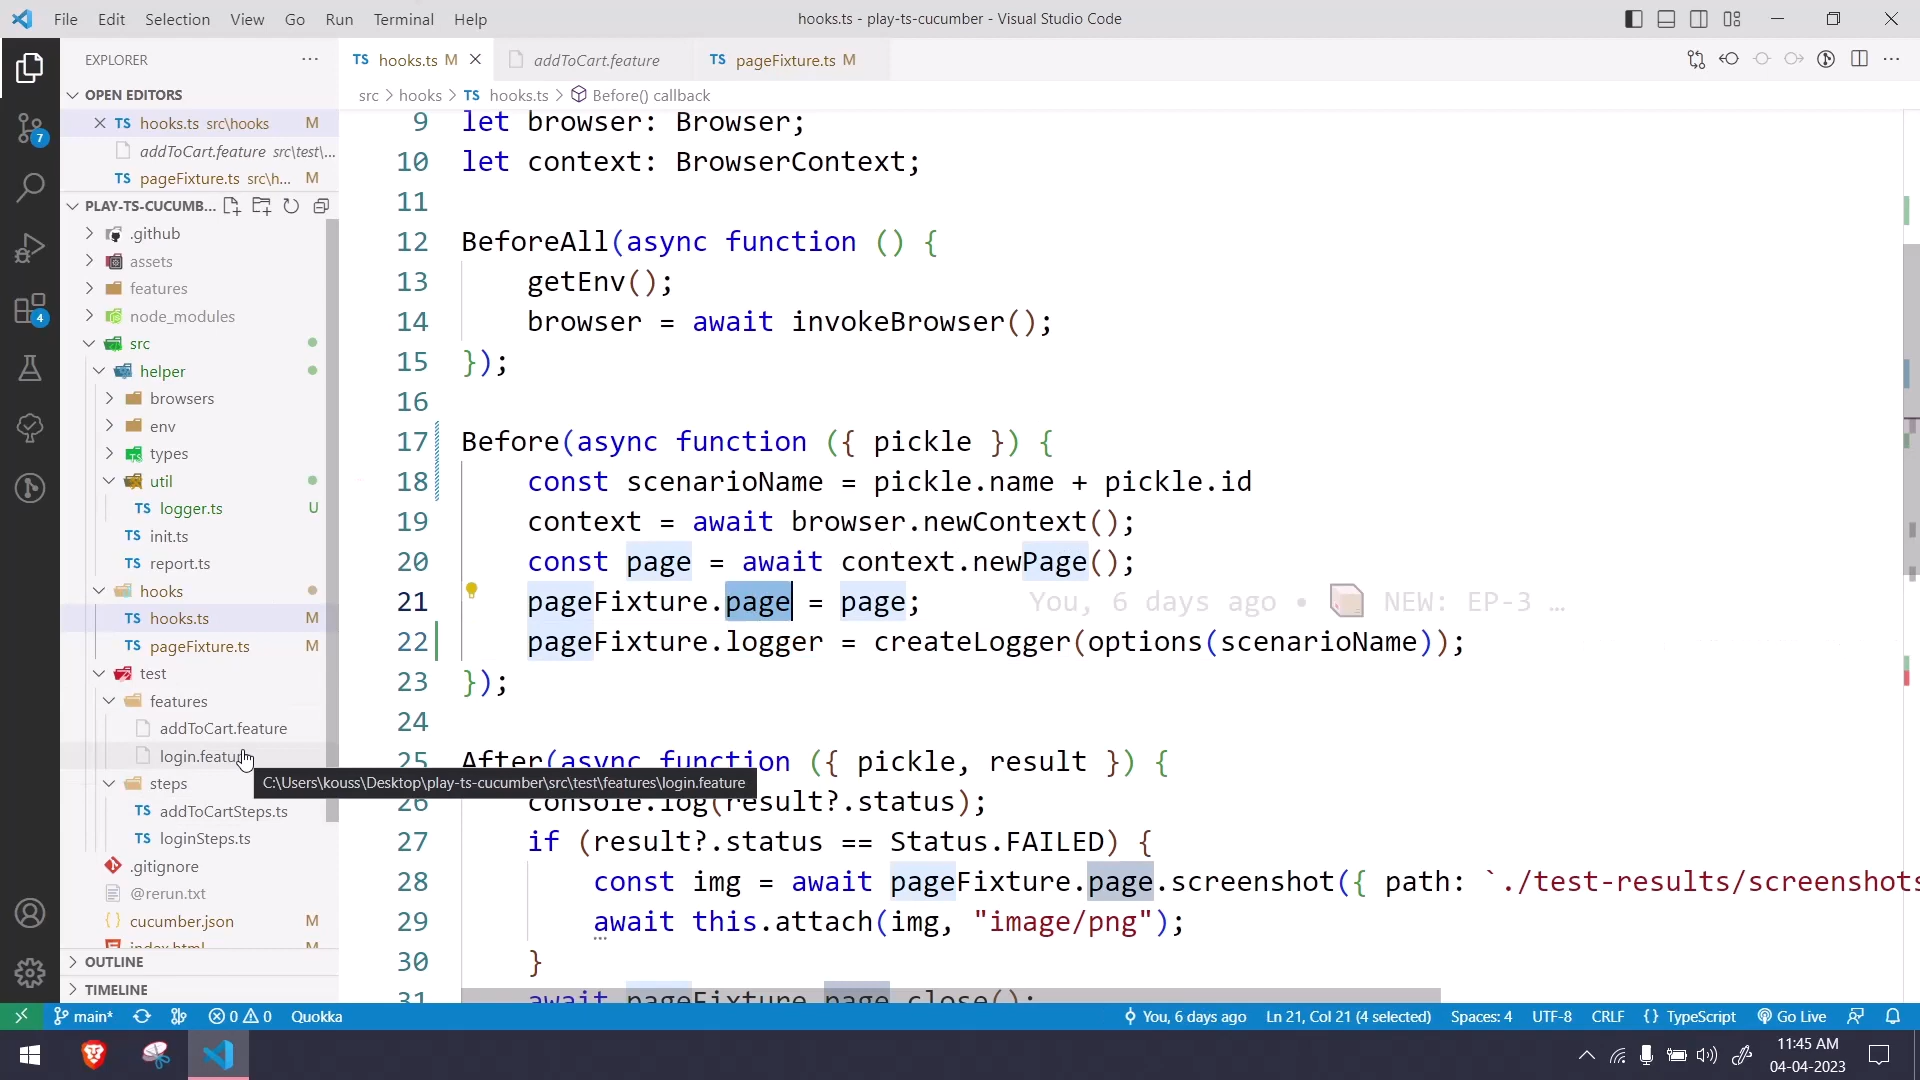 File Edit Selection View Go Run Terminal Help
hooks.ts - play-ts-cucumber - Visual Studio Code
EXPLORER
TS hooks.ts M
addToCart.feature
TS pageFixture.ts M
OPEN EDITORS
src > hooks > TS hooks.ts > Before() callback
TS hooks.ts src\hooks M
addToCart.feature src\test\...
TS pageFixture.ts src\h... M
PLAY-TS-CUCUMB...
.github
assets
features
node_modules
src
helper
browsers
env
types
util
TS logger.ts U
TS init.ts
TS report.ts
hooks
TS hooks.ts M
TS pageFixture.ts M
test
features
addToCart.feature
login.featur
steps
TS addToCartSteps.ts
TS loginSteps.ts
.gitignore
@rerun.txt
{} cucumber.json M
index.html M
OUTLINE
TIMELINE
7
4
9 let browser: Browser;
10 let context: BrowserContext;
11
12 BeforeAll(async function () {
13 getEnv();
14 browser = await invokeBrowser();
15 });
16
17 Before(async function ({ pickle }) {
18 const scenarioName = pickle.name + pickle.id
19 context = await browser.newContext();
20 const page = await context.newPage();
21 pageFixture.page = page; You, 6 days ago • NEW: EP-3 …
22 pageFixture.logger = createLogger(options(scenarioName));
23 });
24
25 After(async function ({ pickle, result }) {
C:\Users\kouss\Desktop\play-ts-cucumber\src\test\features\login.feature
26 console.log(result?.status);
27 if (result?.status == Status.FAILED) {
28 const img = await pageFixture.page.screenshot({ path: `./test-results/screenshots
29 await this.attach(img, "image/png");
30 }
31 await pageFixture.page.close();
main* 0 0 Quokka
You, 6 days ago Ln 21, Col 21 (4 selected) Spaces: 4 UTF-8 CRLF {} TypeScript Go Live
11:45 AM
04-04-2023